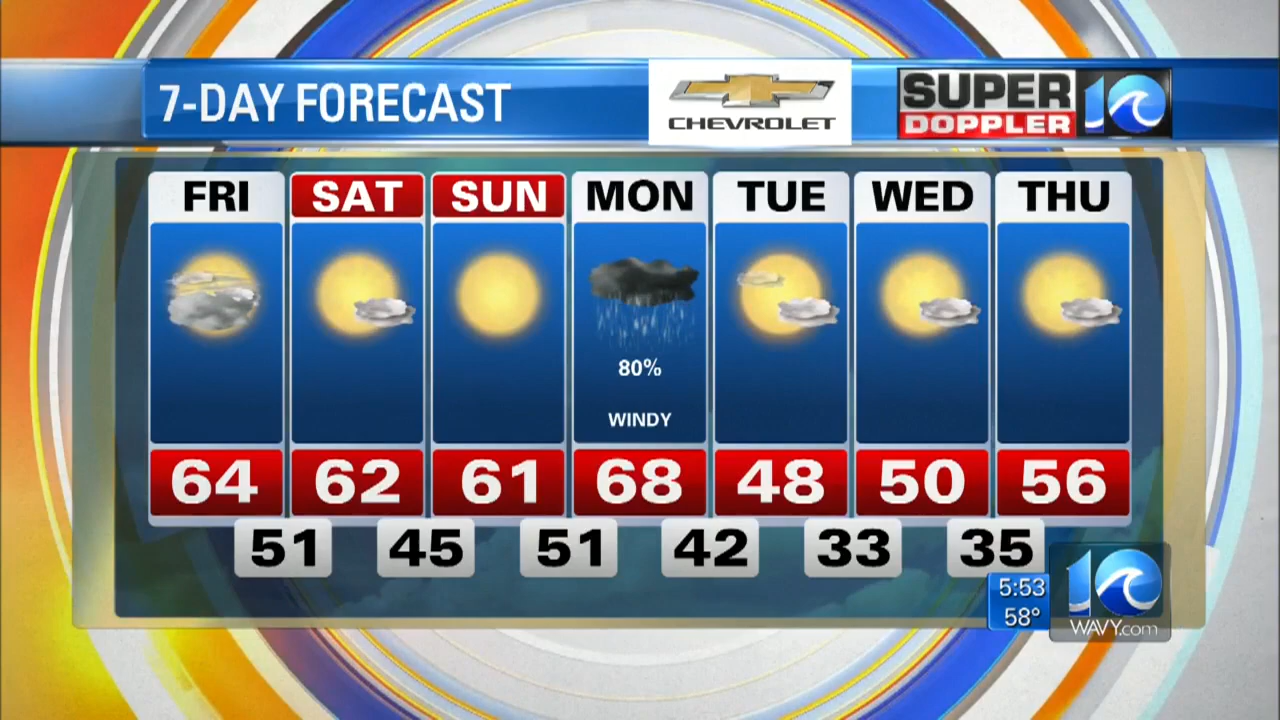 7-DAY FORECAST
CHEVROLET
SUPER
DOPPLER
10
FRI SAT SUN MON TUE WED THU
80%
WINDY
64 62 61 68 48 50 56
51 45 51 42 33 35
5:53
58°
10
WAVY.com